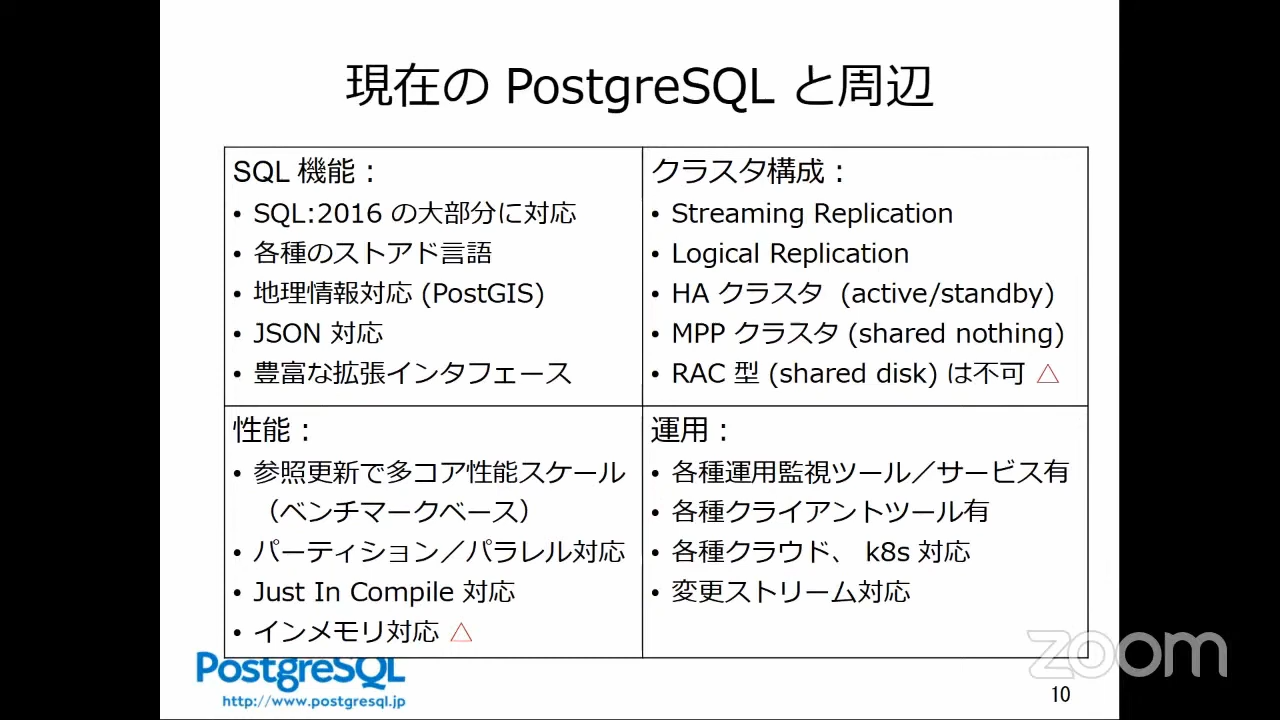 現在の PostgreSQL と周辺
SQL 機能：
• SQL:2016 の大部分に対応
• 各種のストアド言語
• 地理情報対応 (PostGIS)
• JSON 対応
• 豊富な拡張インタフェース
クラスタ構成：
• Streaming Replication
• Logical Replication
• HA クラスタ (active/standby)
• MPP クラスタ (shared nothing)
• RAC 型 (shared disk) は不可 △
性能：
• 参照更新で多コア性能スケール
（ベンチマークベース）
• パーティション／パラレル対応
• Just In Compile 対応
• インメモリ対応 △
運用：
• 各種運用監視ツール／サービス有
• 各種クライアントツール有
• 各種クラウド、 k8s 対応
• 変更ストリーム対応
PostgreSQL
http://www.postgresql.jp
zoom
10